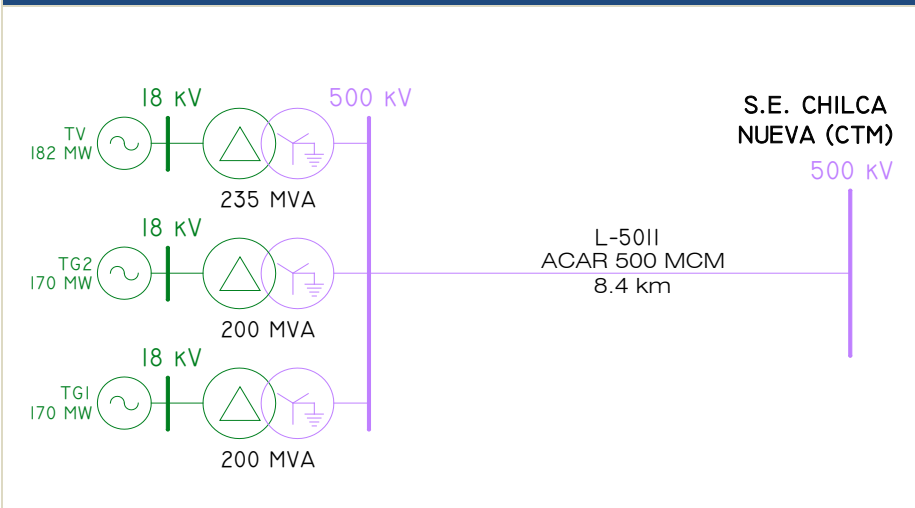 18 kV
500 kV
TV
182 MW
235 MVA
S.E. CHILCA
NUEVA (CTM)
500 kV
18 kV
TG2
170 MW
200 MVA
L-5011
ACAR 500 MCM
8.4 km
18 kV
TG1
170 MW
200 MVA